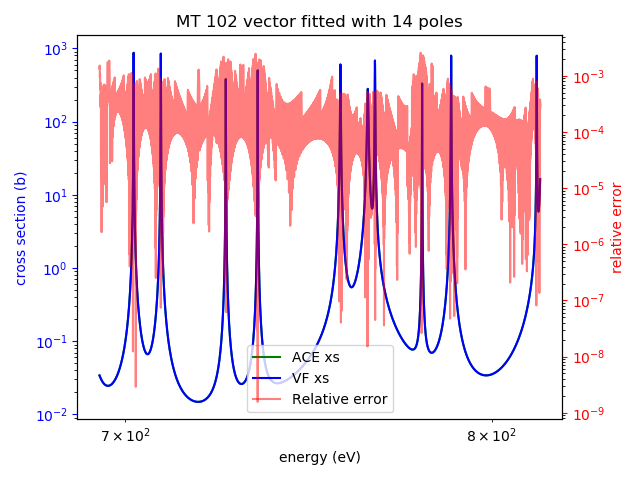 MT 102 vector fitted with 14 poles
cross section (b)
10³
10²
10¹
10⁰
10⁻¹
10⁻²
10⁻³
10⁻⁴
10⁻⁵
10⁻⁶
10⁻⁷
10⁻⁸
10⁻⁹
relative error
ACE xs
VF xs
Relative error
7 × 10²
8 × 10²
energy (eV)